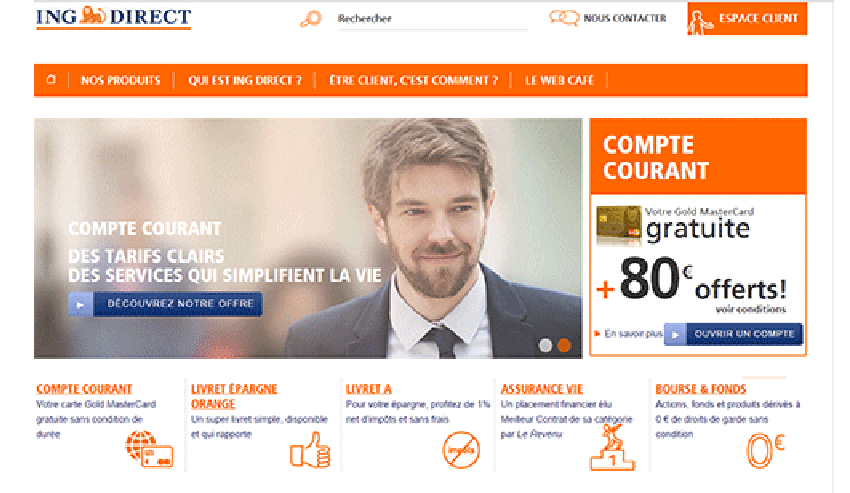 ING DIRECT
Rechercher
NOUS CONTACTER
ESPACE CLIENT
NOS PRODUITS
QUI EST ING DIRECT ?
ÊTRE CLIENT, C'EST COMMENT ?
LE WEB CAFÉ
COMPTE COURANT
DES TARIFS CLAIRS
DES SERVICES QUI SIMPLIFIENT LA VIE
DÉCOUVREZ NOTRE OFFRE
COMPTE
COURANT
Votre Gold MasterCard
gratuite
+80€
offerts!
voir conditions
En savoir plus
OUVRIR UN COMPTE
COMPTE COURANT
Votre carte Gold MasterCard
gratuite sans condition de
durée
LIVRET ÉPARGNE
ORANGE
Un super livret simple, disponible
et qui rapporte
LIVRET A
Pour votre épargne, profitez de 1%
net d'impôts et sans frais
impôts
ASSURANCE VIE
Un placement financier élu
Meilleur Contrat de sa catégorie
par Le Revenu
1
BOURSE & FONDS
Actions, fonds et produits dérivés à
0 € de droits de garde sans
condition
0€